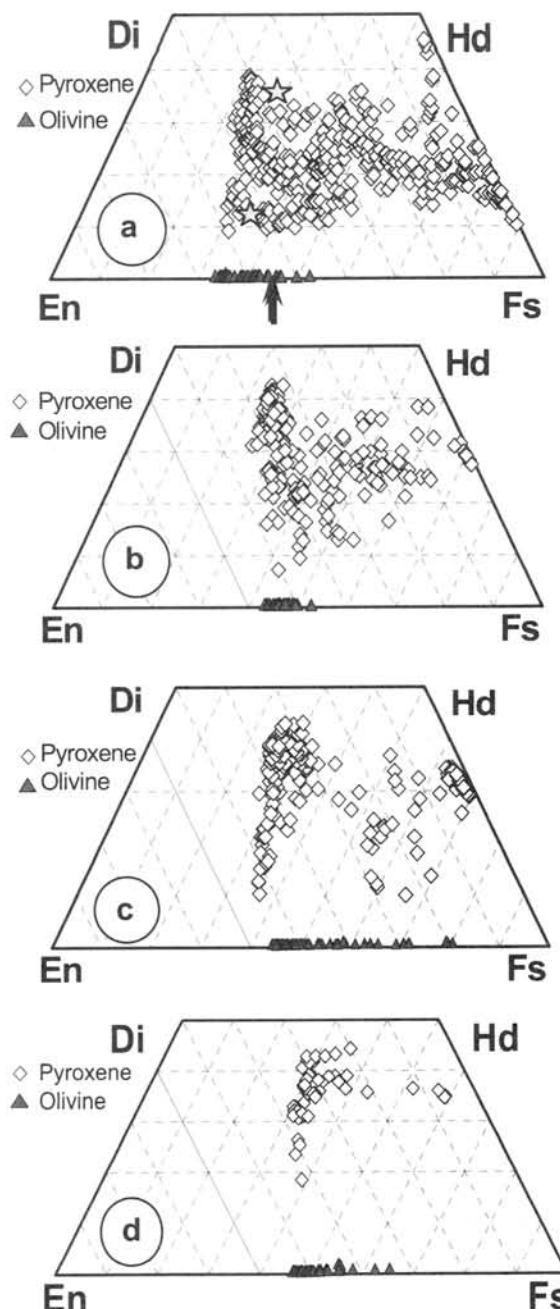 Di Hd
Pyroxene
Olivine
a
En Fs
Di Hd
Pyroxene
Olivine
b
En Fs
Di Hd
Pyroxene
Olivine
c
En Fs
Di Hd
Pyroxene
Olivine
d
En Fs